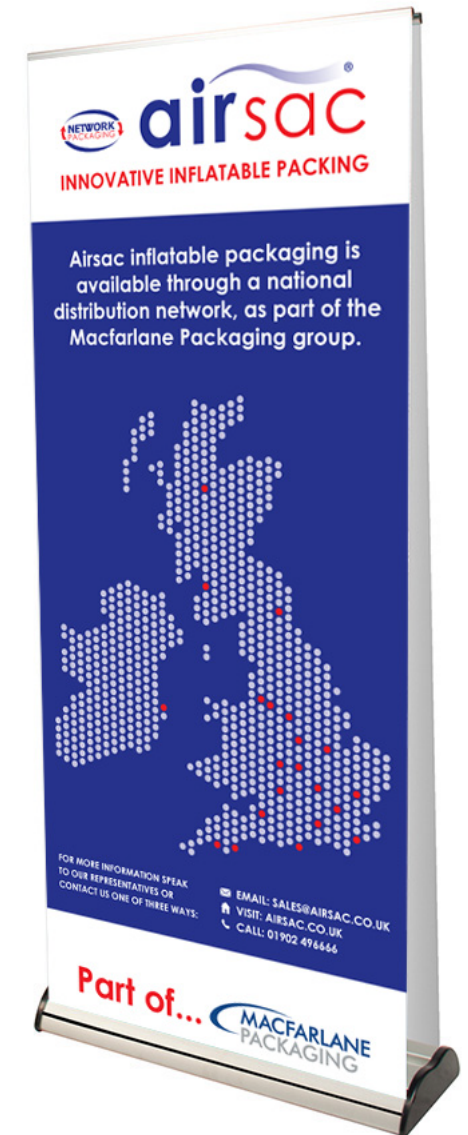 NETWORK
PACKAGING
airsac®
INNOVATIVE INFLATABLE PACKING
Airsac inflatable packaging is
available through a national
distribution network, as part of the
Macfarlane Packaging group.
FOR MORE INFORMATION SPEAK
TO OUR REPRESENTATIVES OR
CONTACT US ONE OF THREE WAYS:
EMAIL: SALES@AIRSAC.CO.UK
VISIT: AIRSAC.CO.UK
CALL: 01902 496666
Part of...
MACFARLANE
PACKAGING